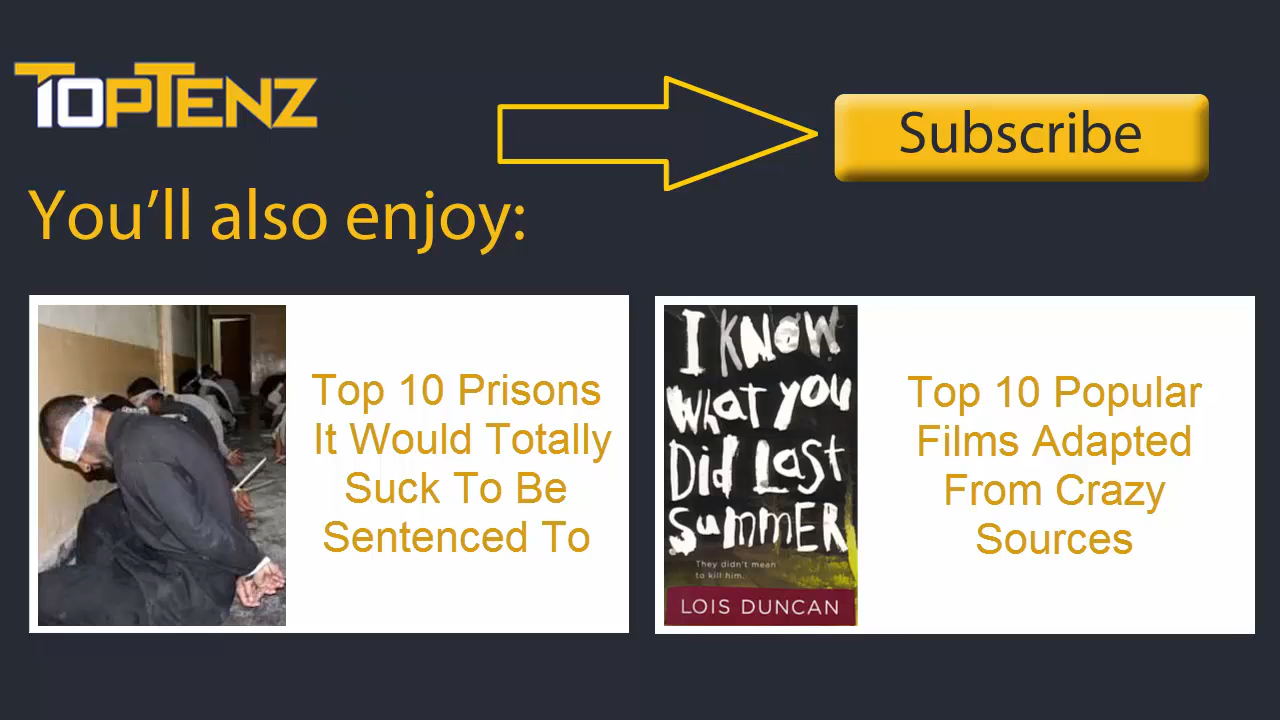 TOPTENZ
Subscribe
You'll also enjoy:
Top 10 Prisons
It Would Totally
Suck To Be
Sentenced To
I KNOW
WHAT YOU
DID LAST
SUMMER
They didn't mean
to kill him.
LOIS DUNCAN
Top 10 Popular
Films Adapted
From Crazy
Sources